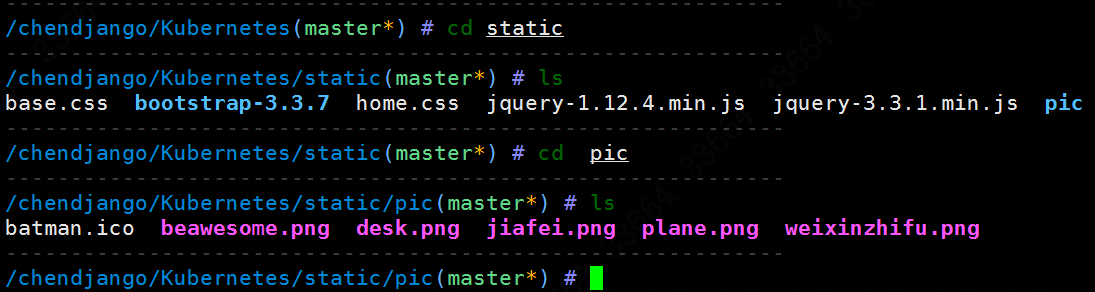 /chendjango/Kubernetes(master*) # cd static
/chendjango/Kubernetes/static(master*) # ls
base.css  bootstrap-3.3.7  home.css  jquery-1.12.4.min.js  jquery-3.3.1.min.js  pic
/chendjango/Kubernetes/static(master*) # cd  pic
/chendjango/Kubernetes/static/pic(master*) # ls
batman.ico  beawesome.png  desk.png  jiafei.png  plane.png  weixinzhifu.png
/chendjango/Kubernetes/static/pic(master*) #